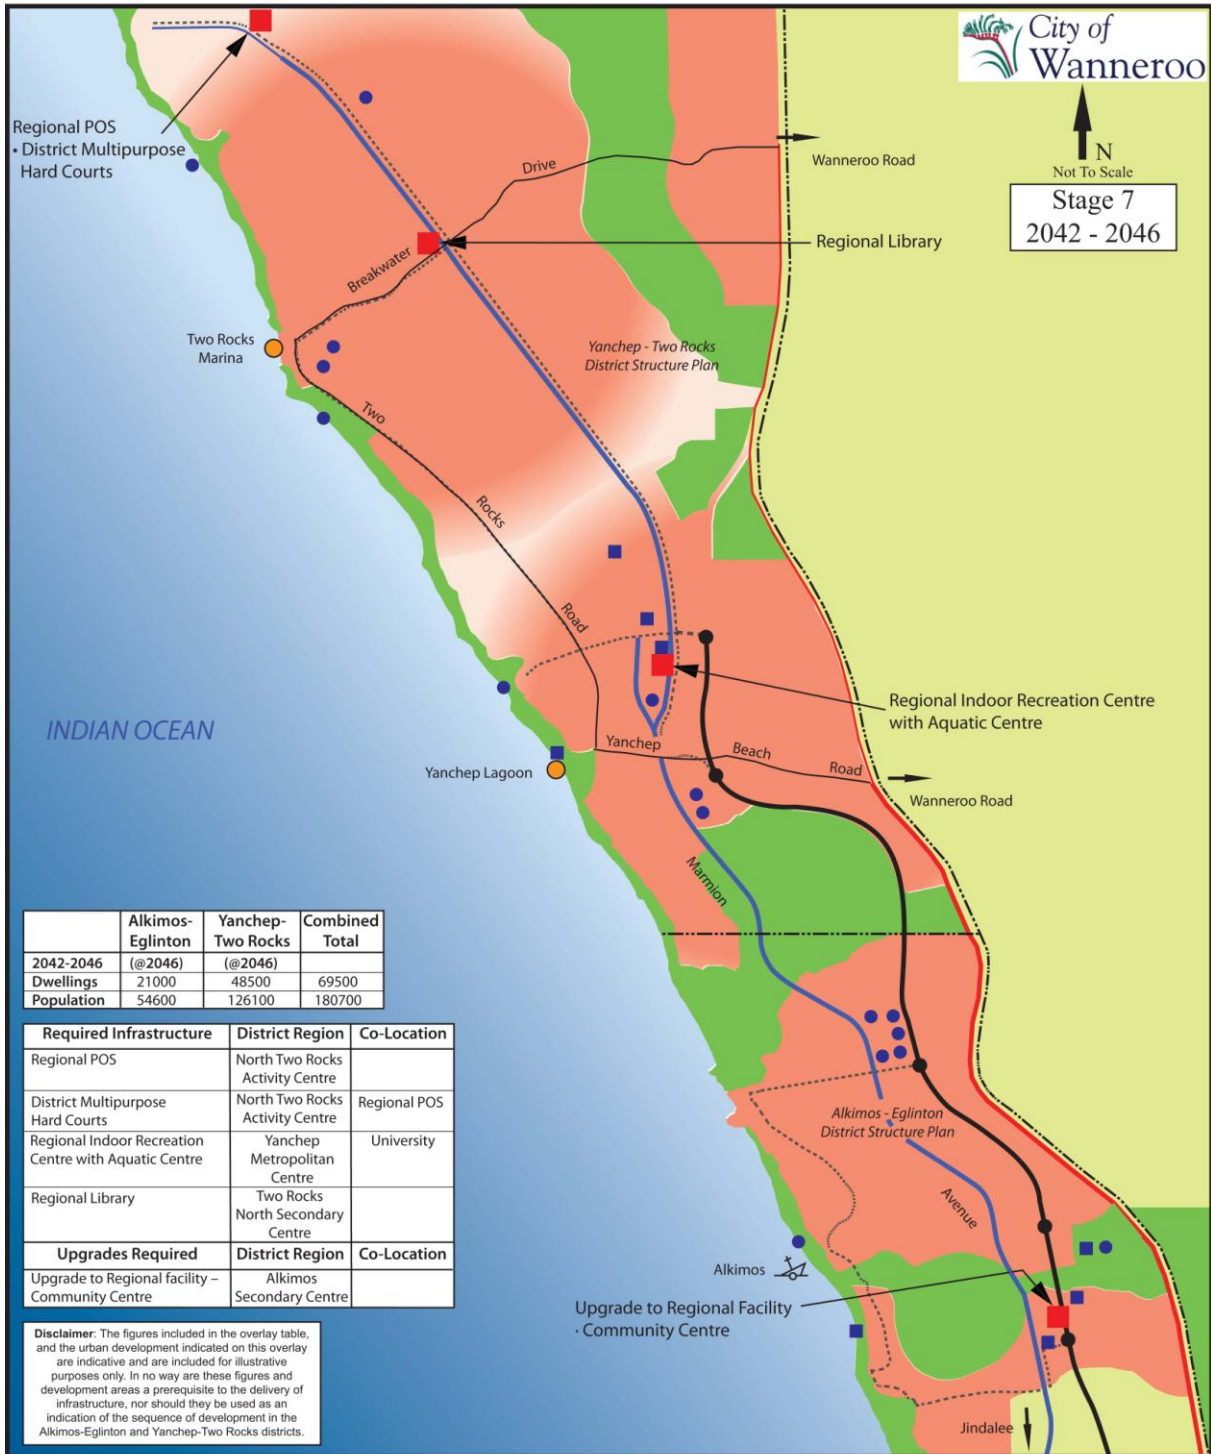 City of
Wanneroo
N
Not To Scale
Stage 7
2042 - 2046
Regional POS
• District Multipurpose
Hard Courts
Drive
Wanneroo Road
Regional Library
Breakwater
Two Rocks
Marina
Yanchep - Two Rocks
District Structure Plan
Two
Rocks
Road
Regional Indoor Recreation Centre
with Aquatic Centre
INDIAN OCEAN
Yanchep
Beach
Road
Yanchep Lagoon
Wanneroo Road
Marmion
Alkimos-
Eglinton
Yanchep-
Two Rocks
Combined
Total
2042-2046 (@2046) (@2046)
Dwellings 21000 48500 69500
Population 54600 126100 180700
Required Infrastructure District Region Co-Location
Regional POS
North Two Rocks
Activity Centre
District Multipurpose
Hard Courts
North Two Rocks
Activity Centre
Regional POS
Regional Indoor Recreation
Centre with Aquatic Centre
Yanchep
Metropolitan
Centre
University
Regional Library
Two Rocks
North Secondary
Centre
Upgrades Required District Region Co-Location
Upgrade to Regional facility –
Community Centre
Alkimos
Secondary Centre
Alkimos - Eglinton
District Structure Plan
Avenue
Alkimos
Upgrade to Regional Facility
· Community Centre
Jindalee
Disclaimer: The figures included in the overlay table,
and the urban development indicated on this overlay
are indicative and are included for illustrative
purposes only. In no way are these figures and
development areas a prerequisite to the delivery of
infrastructure, nor should they be used as an
indication of the sequence of development in the
Alkimos-Eglinton and Yanchep-Two Rocks districts.